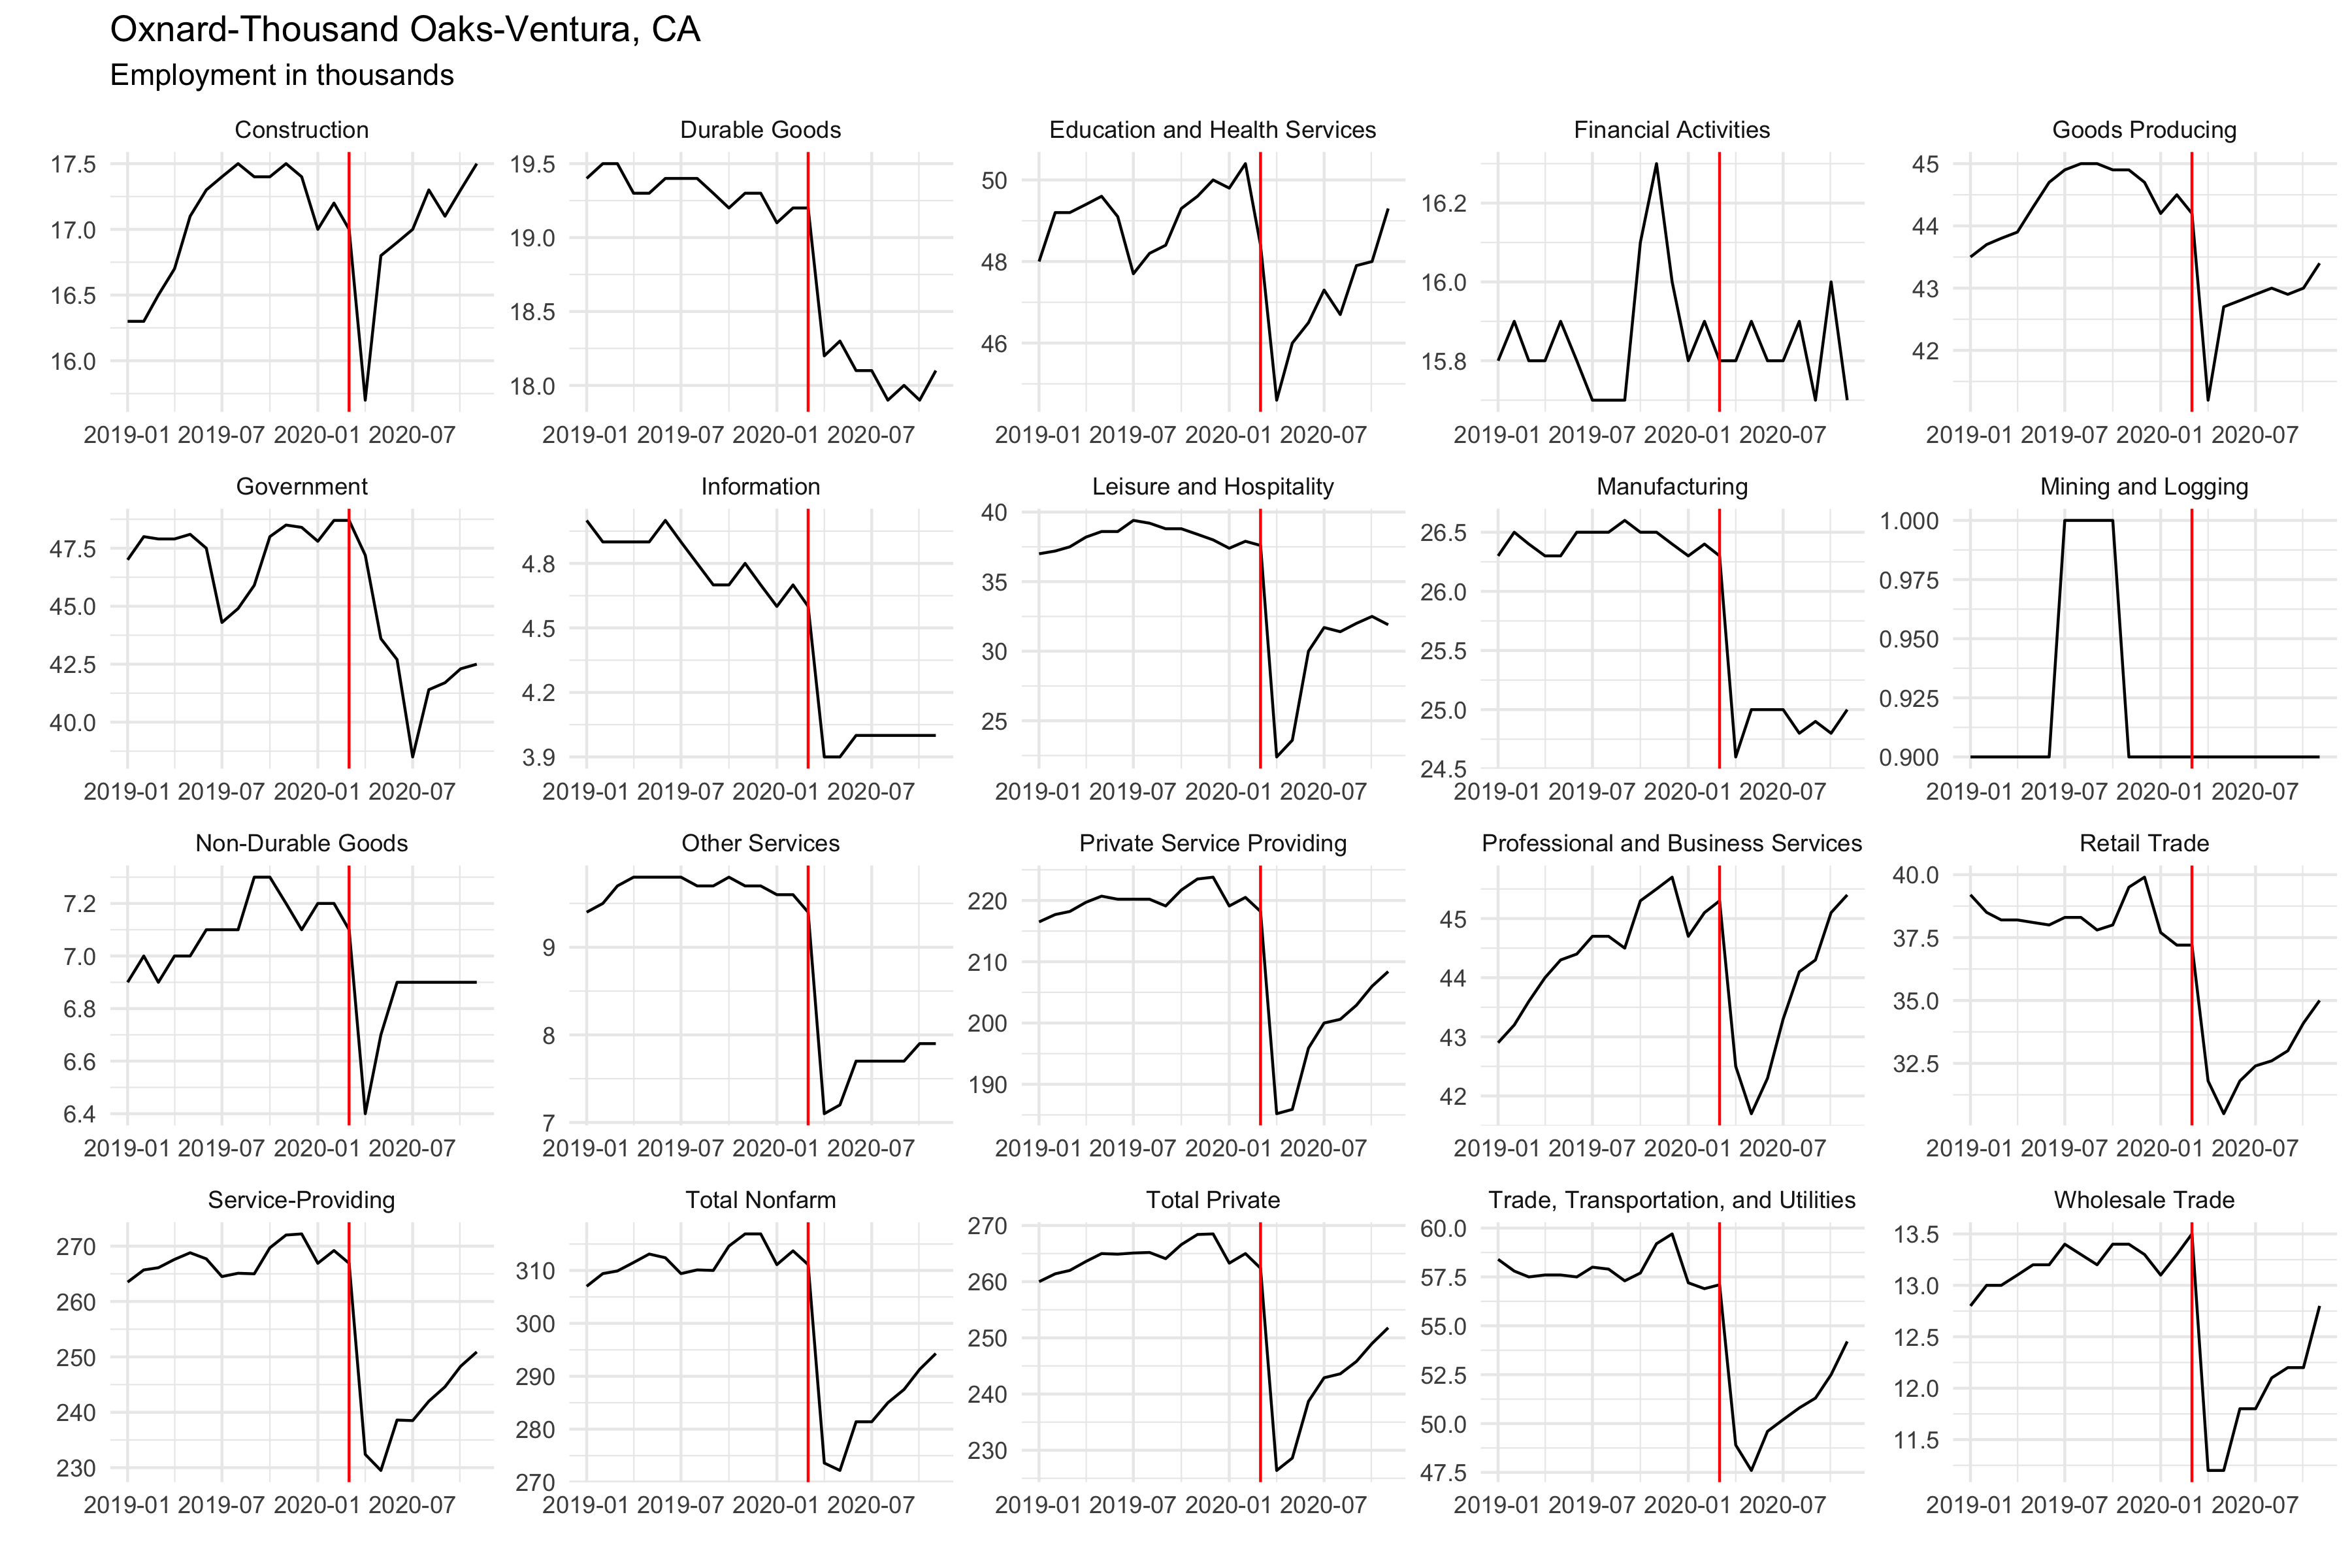 Oxnard-Thousand Oaks-Ventura, CA
Employment in thousands
Construction
17.5
17.0
16.5
16.0
2019-01 2019-07 2020-01 2020-07
Durable Goods
19.5
19.0
18.5
18.0
2019-01 2019-07 2020-01 2020-07
Education and Health Services
50
48
46
2019-01 2019-07 2020-01 2020-07
Financial Activities
16.2
16.0
15.8
2019-01 2019-07 2020-01 2020-07
Goods Producing
45
44
43
42
2019-01 2019-07 2020-01 2020-07
Government
47.5
45.0
42.5
40.0
2019-01 2019-07 2020-01 2020-07
Information
4.8
4.5
4.2
3.9
2019-01 2019-07 2020-01 2020-07
Leisure and Hospitality
40
35
30
25
2019-01 2019-07 2020-01 2020-07
Manufacturing
26.5
26.0
25.5
25.0
24.5
2019-01 2019-07 2020-01 2020-07
Mining and Logging
1.000
0.975
0.950
0.925
0.900
2019-01 2019-07 2020-01 2020-07
Non-Durable Goods
7.2
7.0
6.8
6.6
6.4
2019-01 2019-07 2020-01 2020-07
Other Services
9
8
7
2019-01 2019-07 2020-01 2020-07
Private Service Providing
220
210
200
190
2019-01 2019-07 2020-01 2020-07
Professional and Business Services
45
44
43
42
2019-01 2019-07 2020-01 2020-07
Retail Trade
40.0
37.5
35.0
32.5
2019-01 2019-07 2020-01 2020-07
Service-Providing
270
260
250
240
230
2019-01 2019-07 2020-01 2020-07
Total Nonfarm
310
300
290
280
270
2019-01 2019-07 2020-01 2020-07
Total Private
270
260
250
240
230
2019-01 2019-07 2020-01 2020-07
Trade, Transportation, and Utilities
60.0
57.5
55.0
52.5
50.0
47.5
2019-01 2019-07 2020-01 2020-07
Wholesale Trade
13.5
13.0
12.5
12.0
11.5
2019-01 2019-07 2020-01 2020-07